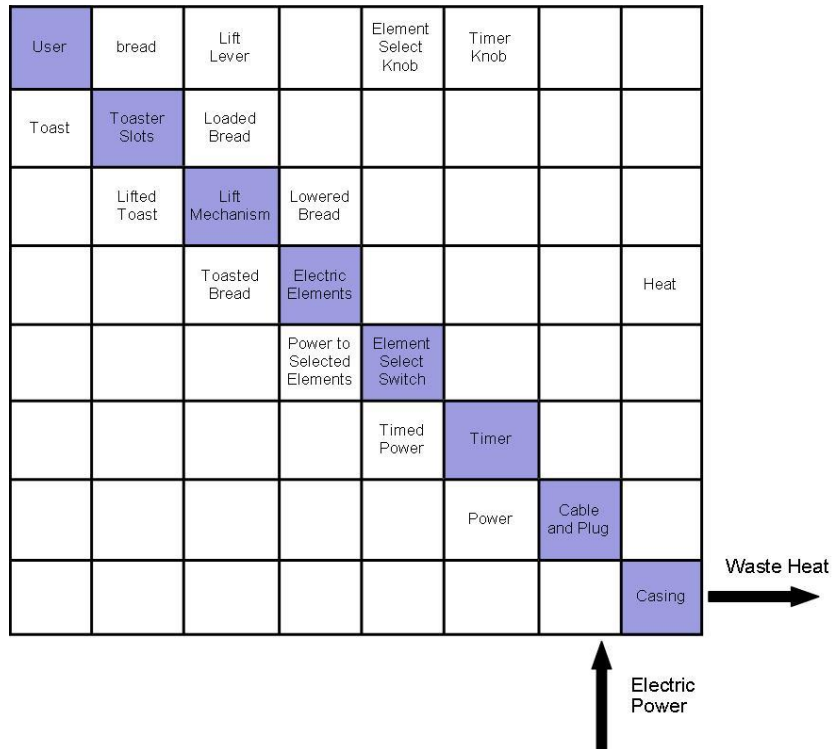 User
bread
Lift
Lever
Element
Select
Knob
Timer
Knob
Toast
Toaster
Slots
Loaded
Bread
Lifted
Toast
Lift
Mechanism
Lowered
Bread
Toasted
Bread
Electric
Elements
Heat
Power to
Selected
Elements
Element
Select
Switch
Timed
Power
Timer
Power
Cable
and Plug
Casing
Waste Heat
Electric
Power